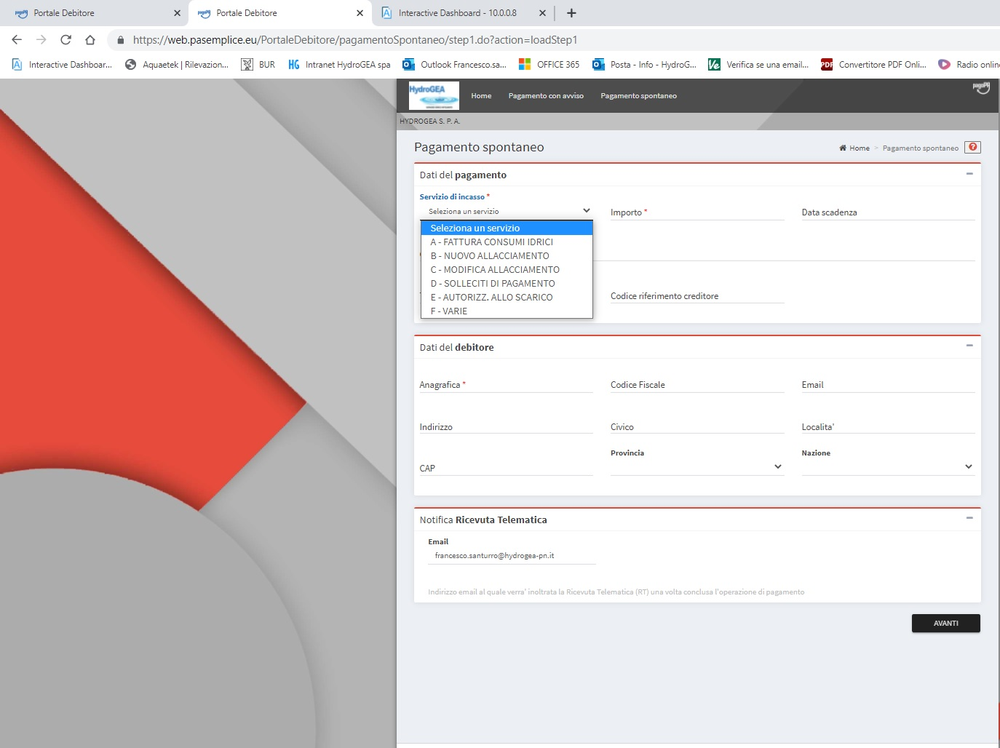 Portale Debitore
Portale Debitore
Interactive Dashboard - 10.0.0.8
https://web.pasemplice.eu/PortaleDebitore/pagamentoSpontaneo/step1.do?action=loadStep1
Interactive Dashboar...
Aquaetek | Rilevazion...
BUR
HG Intranet HydroGEA spa
Outlook Francesco.sa...
OFFICE 365
Posta - Info - HydroG...
Ve Verifica se una email...
PDF Convertitore PDF Onli...
Radio onlin
HydroGEA
Home
Pagamento con avviso
Pagamento spontaneo
pagoPA
HYDROGEA S. P. A.
Pagamento spontaneo
Home > Pagamento spontaneo ?
Dati del pagamento
Servizio di incasso *
Seleziona un servizio
Importo *
Data scadenza
Seleziona un servizio
A - FATTURA CONSUMI IDRICI
B - NUOVO ALLACCIAMENTO
C - MODIFICA ALLACCIAMENTO
D - SOLLECITI DI PAGAMENTO
E - AUTORIZZ. ALLO SCARICO
F - VARIE
Codice riferimento creditore
Dati del debitore
Anagrafica *
Codice Fiscale
Email
Indirizzo
Civico
Localita'
CAP
Provincia
Nazione
Notifica Ricevuta Telematica
Email
francesco.santurro@hydrogea-pn.it
Indirizzo email al quale verra' inoltrata la Ricevuta Telematica (RT) una volta conclusa l'operazione di pagamento
AVANTI